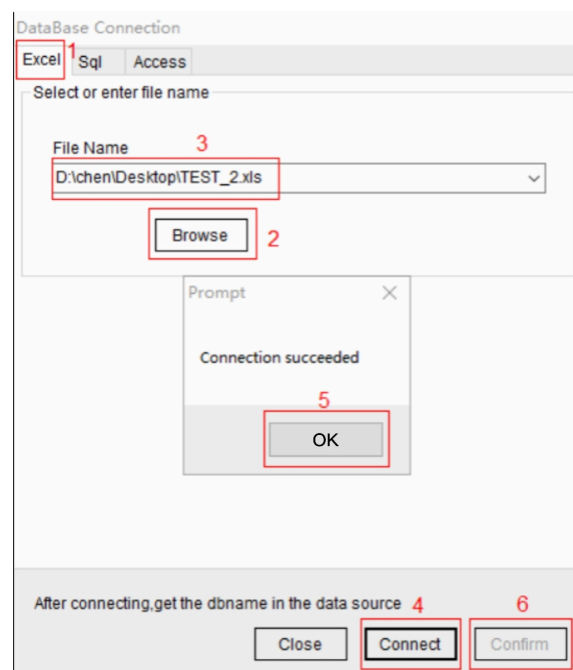 DataBase Connection
Excel 1 Sql Access
Select or enter file name
File Name 3
D:\chen\Desktop\TEST_2.xls
Browse 2
Prompt
Connection succeeded
5
OK
After connecting,get the dbname in the data source 4 6
Close Connect Confirm